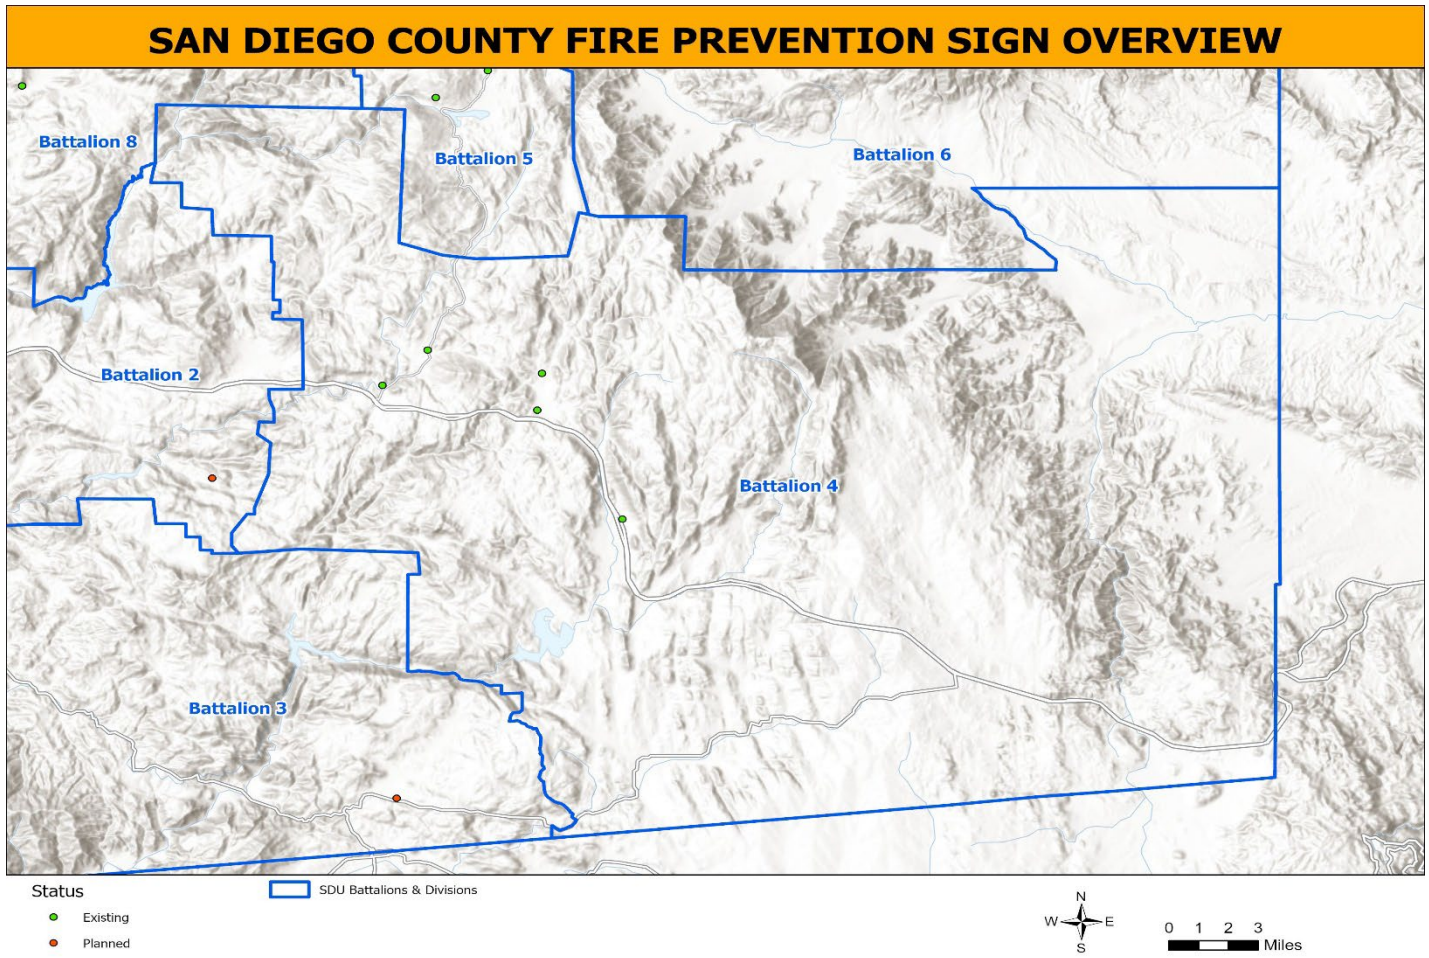 SAN DIEGO COUNTY FIRE PREVENTION SIGN OVERVIEW
Battalion 8
Battalion 5
Battalion 6
Battalion 2
Battalion 4
Battalion 3
Status
Existing
Planned
SDU Battalions & Divisions
N
W E
S
0 1 2 3
Miles